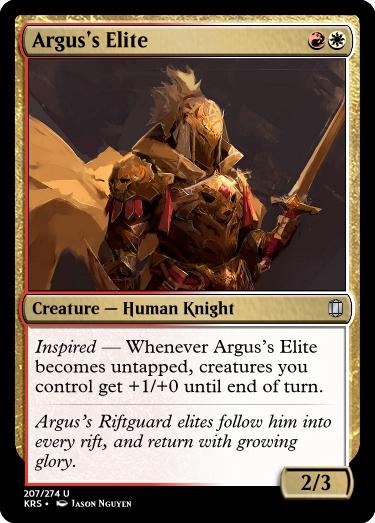 Argus's Elite
Creature — Human Knight
Inspired — Whenever Argus's Elite
becomes untapped, creatures you
control get +1/+0 until end of turn.
Argus's Riftguard elites follow him into
every rift, and return with growing
glory.
2/3
207/274 U
KRS • Jason Nguyen